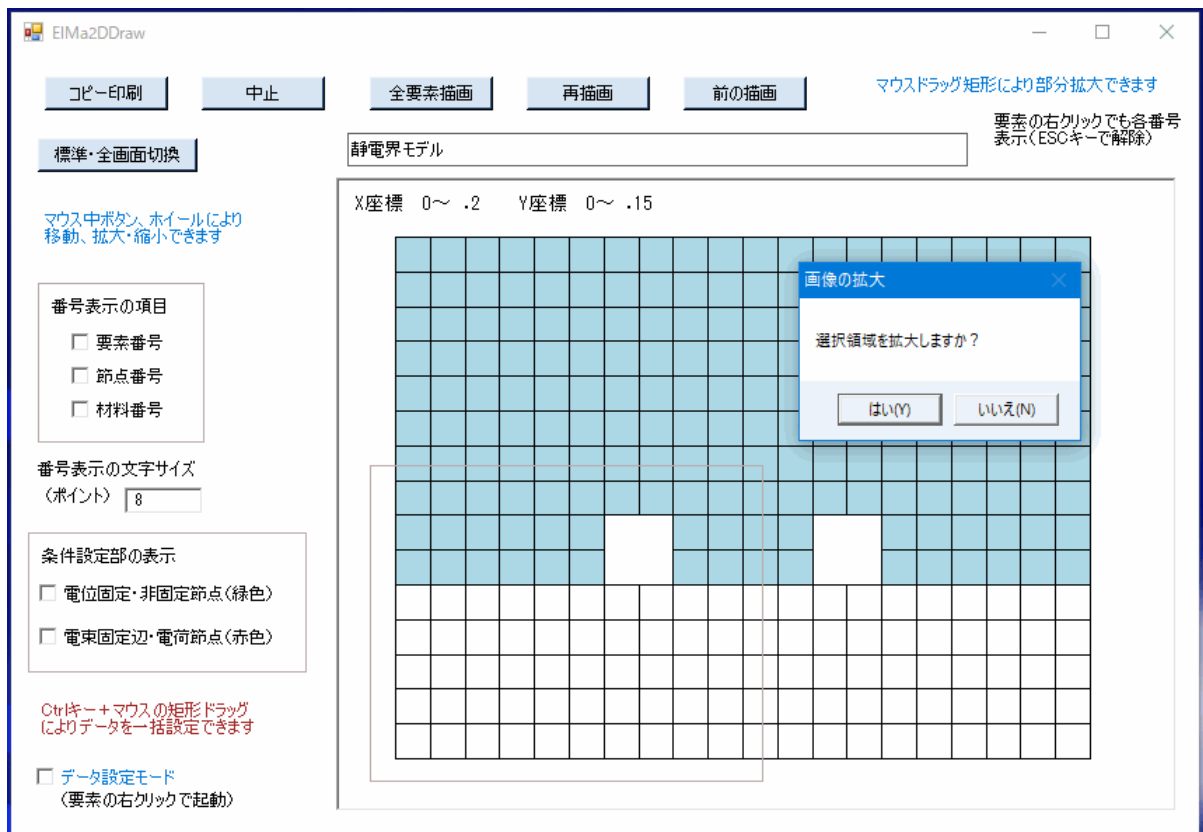 ElMa2DDraw
コピー印刷 中止 全要素描画 再描画 前の描画
マウスドラッグ矩形により部分拡大できます
要素の右クリックでも各番号
表示(ESCキーで解除)
標準・全画面切換
静電界モデル
X座標 0～ .2 Y座標 0～ .15
マウス中ボタン、ホイールにより
移動、拡大・縮小できます
画像の拡大
選択領域を拡大しますか？
はい(Y) いいえ(N)
番号表示の項目
要素番号
節点番号
材料番号
番号表示の文字サイズ
(ポイント) 8
条件設定部の表示
電位固定・非固定節点(緑色)
電束固定辺・電荷節点(赤色)
Ctrlキー＋マウスの矩形ドラッグ
によりデータを一括設定できます
データ設定モード
(要素の右クリックで起動)